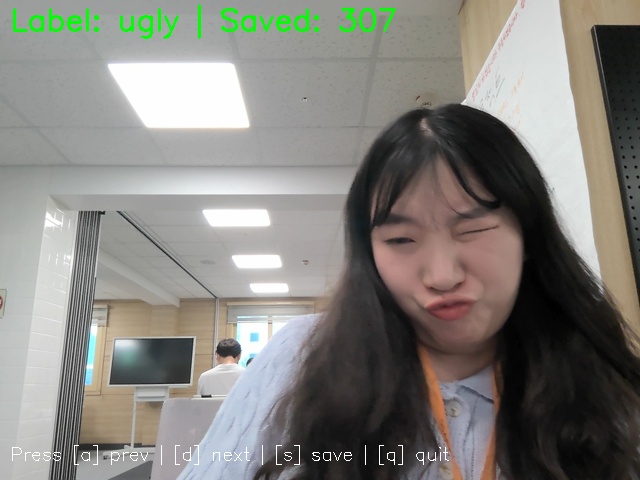 Label: ugly | Saved: 307
Press [a] prev | [d] next | [s] save | [q] quit